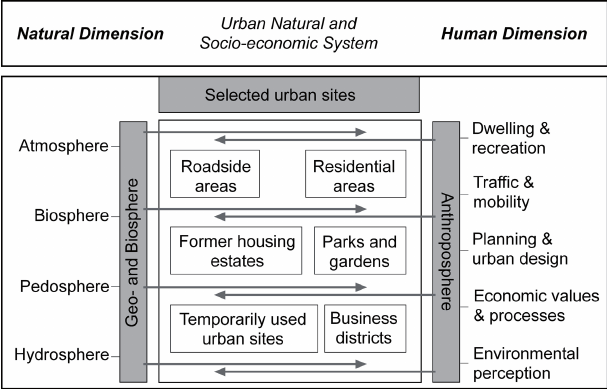 Natural Dimension
Urban Natural and
Socio-economic System
Human Dimension
Selected urban sites
Atmosphere
Biosphere
Pedosphere
Hydrosphere
Geo- and Biosphere
Roadside
areas
Residential
areas
Former housing
estates
Parks and
gardens
Temporarily used
urban sites
Business
districts
Anthroposphere
Dwelling &
recreation
Traffic &
mobility
Planning &
urban design
Economic values
& processes
Environmental
perception